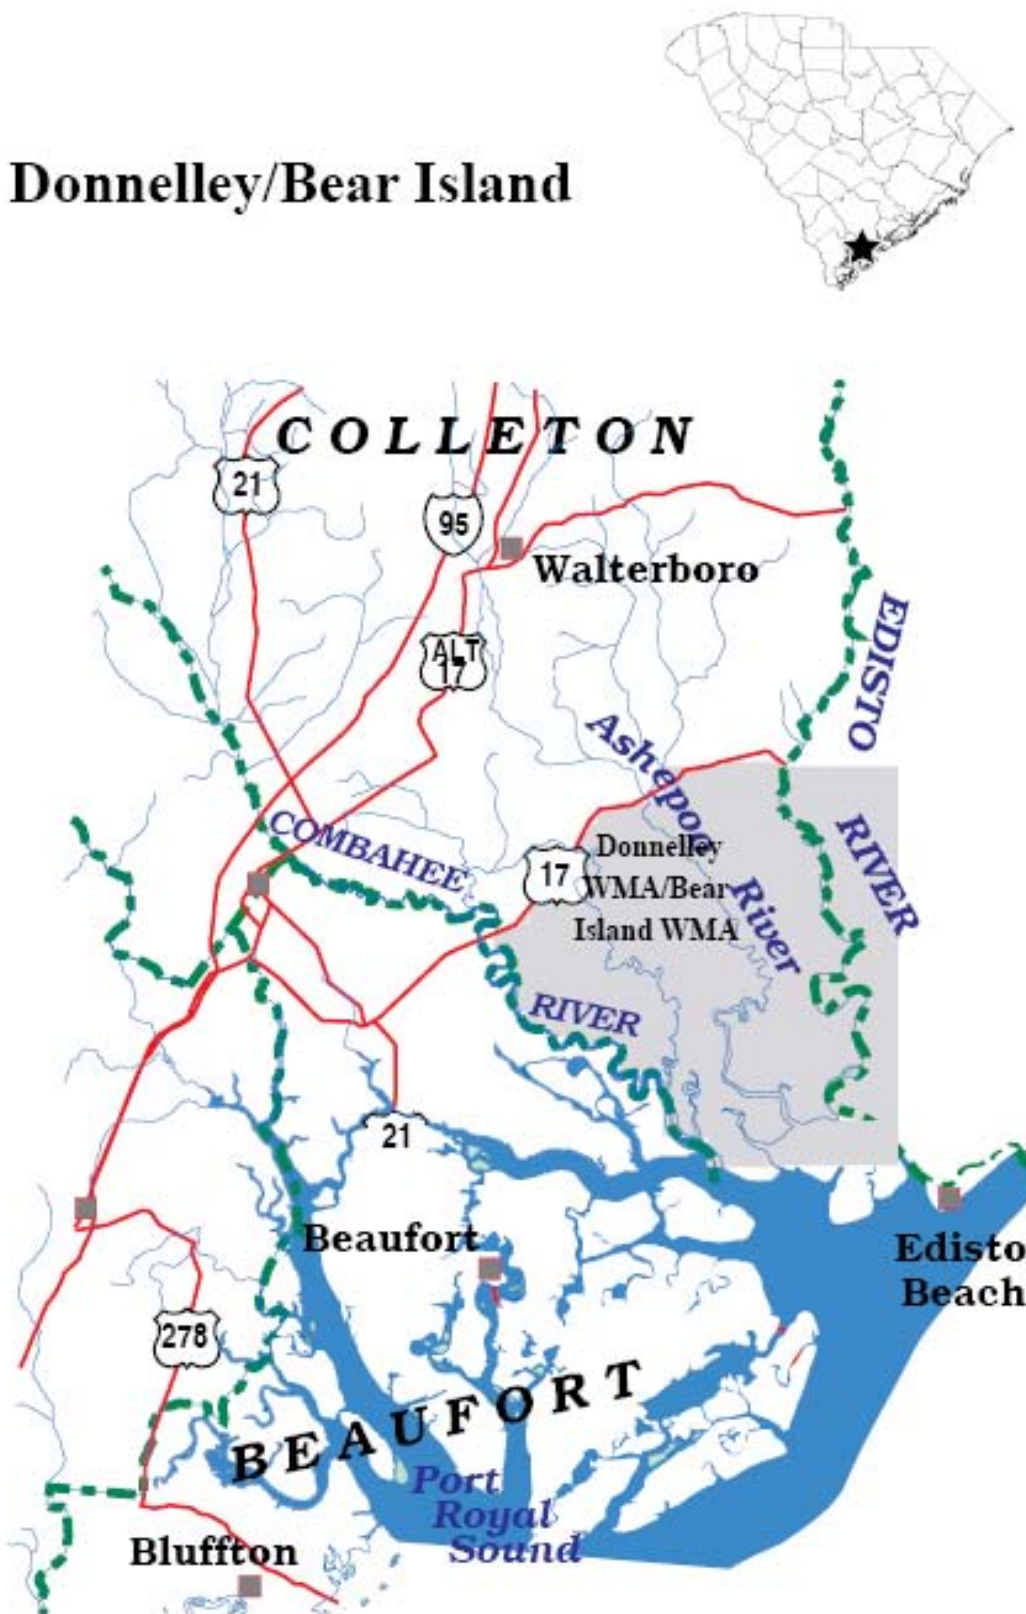 Donnelley/Bear Island
COLLETON
21
95
Walterboro
ALT
17
EDISTO
RIVER
Ashepoo
River
COMBAHEE
RIVER
17
Donnelley
WMA/Bear
Island WMA
21
Beaufort
Edisto
Beach
278
BEAUFORT
Port
Royal
Sound
Bluffton